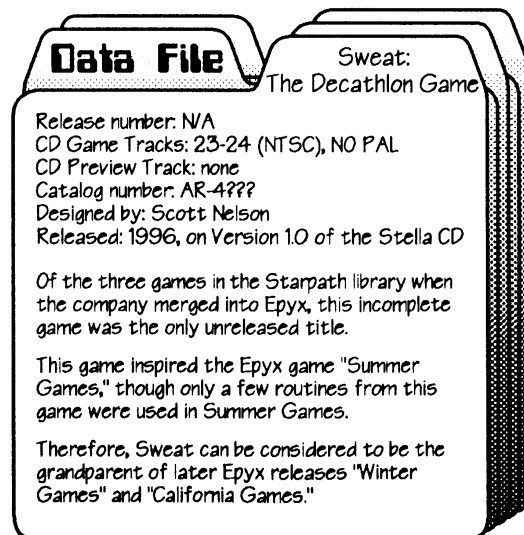 Data File
Sweat:
The Decathlon Game
Release number: N/A
CD Game Tracks: 23-24 (NTSC), NO PAL
CD Preview Track: none
Catalog number: AR-4???
Designed by: Scott Nelson
Released: 1996, on Version 1.0 of the Stella CD
Of the three games in the Starpath library when
the company merged into Epyx, this incomplete
game was the only unreleased title.
This game inspired the Epyx game "Summer
Games," though only a few routines from this
game were used in Summer Games.
Therefore, Sweat can be considered to be the
grandparent of later Epyx releases "Winter
Games" and "California Games."